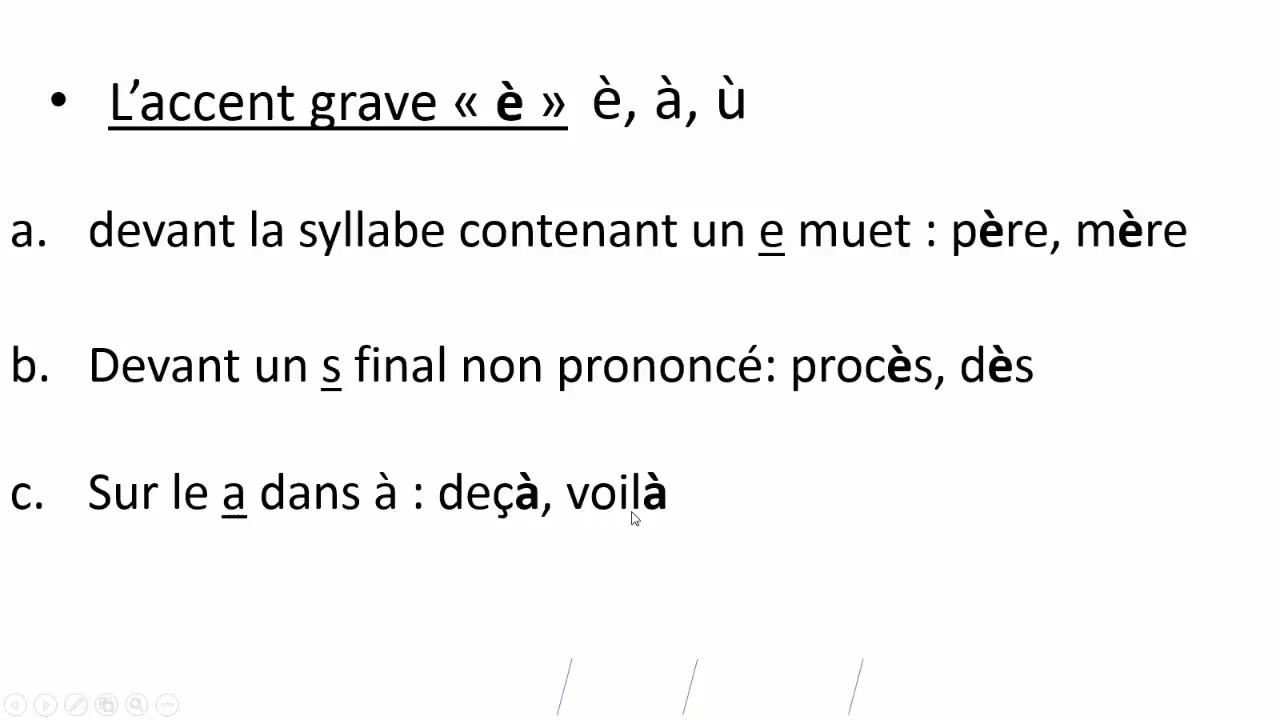 • L’accent grave « è » è, à, ù
a. devant la syllabe contenant un e muet : père, mère
b. Devant un s final non prononcé: procès, dès
c. Sur le a dans à : deçà, voilà